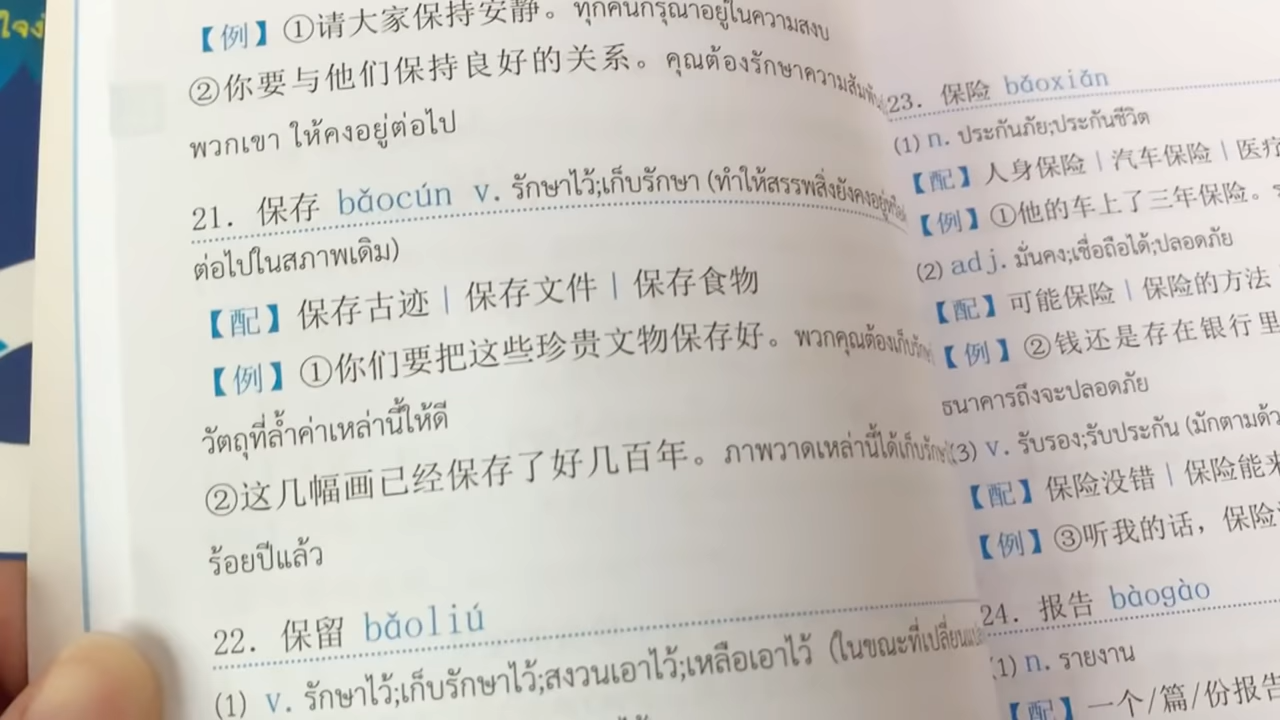 【例】①请大家保持安静。ทุกคนกรุณาอยู่ในความสงบ
②你要与他们保持良好的关系。คุณต้องรักษาความสัมพันธ์
พวกเขา ให้คงอยู่ต่อไป
21. 保存 bǎocún v. รักษาไว้;เก็บรักษา (ทำให้สรรพสิ่งยังคงอยู่
ต่อไปในสภาพเดิม)
【配】保存古迹 | 保存文件 | 保存食物
【例】①你们要把这些珍贵文物保存好。พวกคุณต้องเก็บรักษา
วัตถุที่ล้ำค่าเหล่านี้ให้ดี
②这几幅画已经保存了好几百年。ภาพวาดเหล่านี้ได้เก็บรักษา
ร้อยปีแล้ว
22. 保留 bǎoliú
(1) v. รักษาไว้;เก็บรักษาไว้;สงวนเอาไว้;เหลือเอาไว้ (ในขณะที่เปลี่ยน
23. 保险 bǎoxiǎn
(1) n. ประกันภัย;ประกันชีวิต
【配】人身保险 | 汽车保险 | 医疗
【例】①他的车上了三年保险。
(2) adj. มั่นคง;เชื่อถือได้;ปลอดภัย
【配】可能保险 | 保险的方法
【例】②钱还是存在银行里
ธนาคารถึงจะปลอดภัย
(3) v. รับรอง;รับประกัน (มักตามด้ว
【配】保险没错 | 保险能来
【例】③听我的话，保险
24. 报告 bàogào
(1) n. รายงาน
【配】一个/篇/份报告